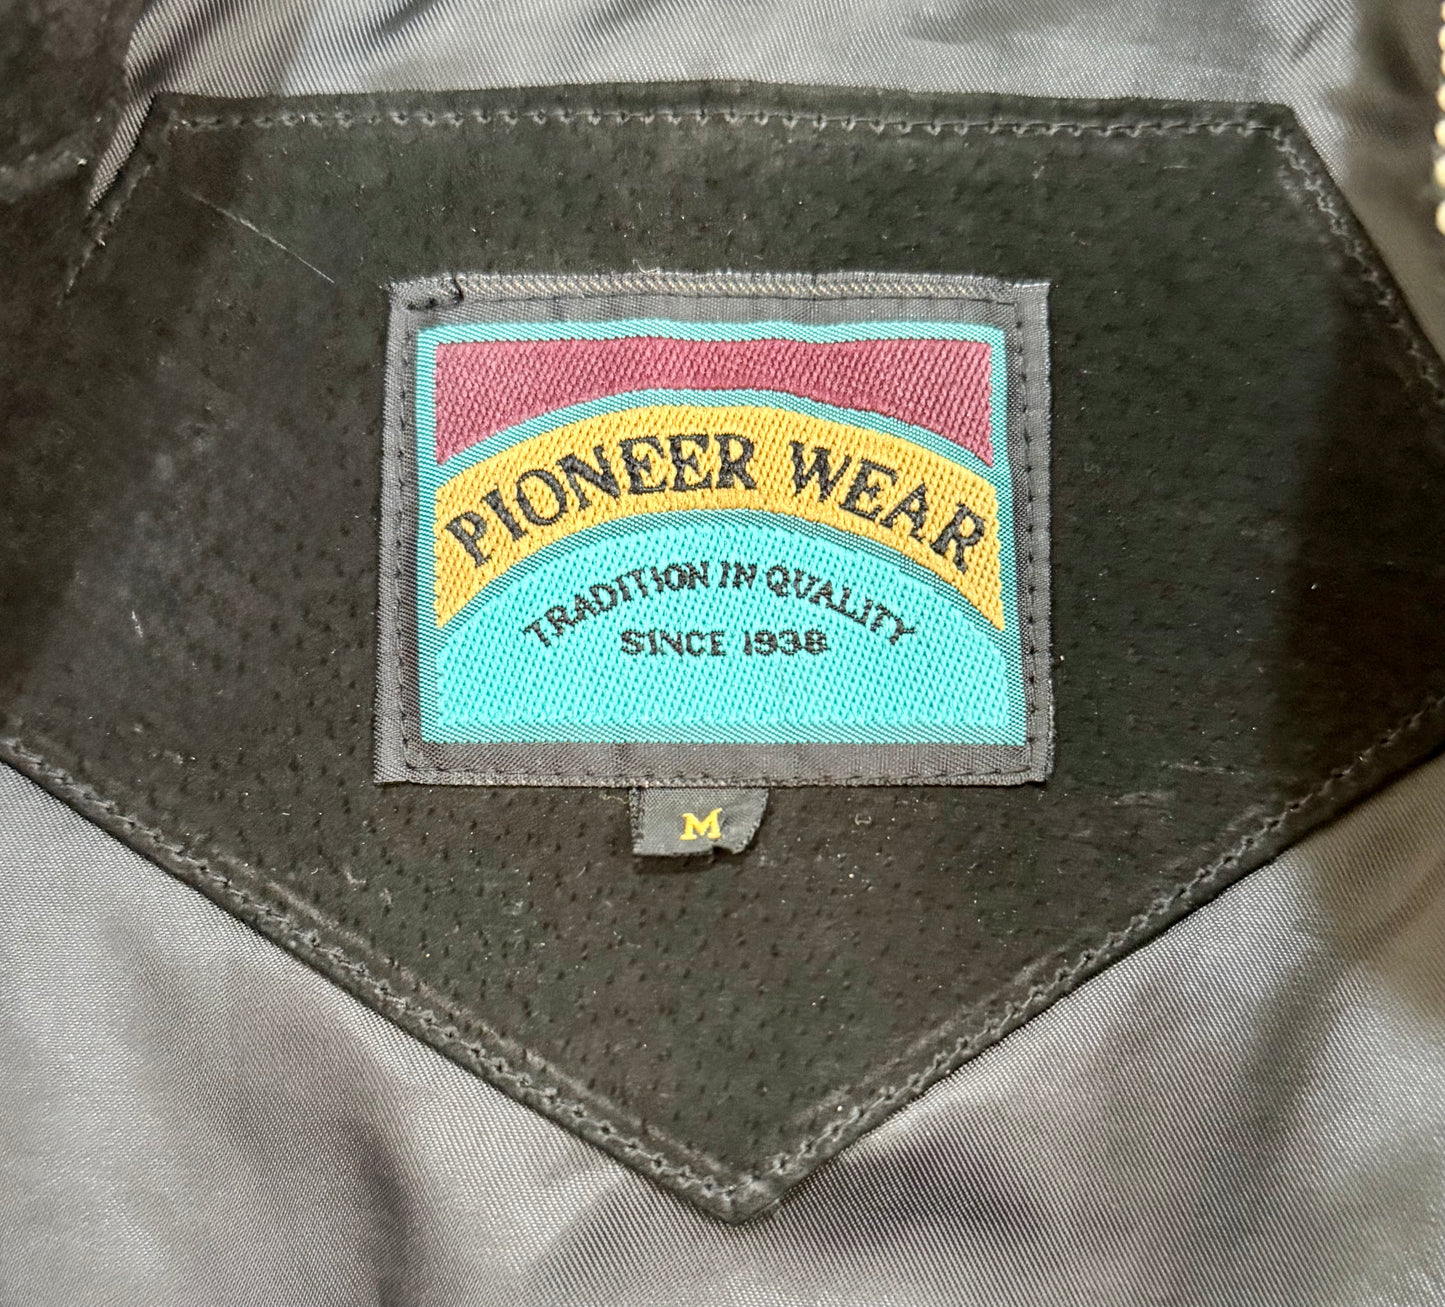 PIONEER WEAR
TRADITION IN QUALITY
SINCE 1938
M